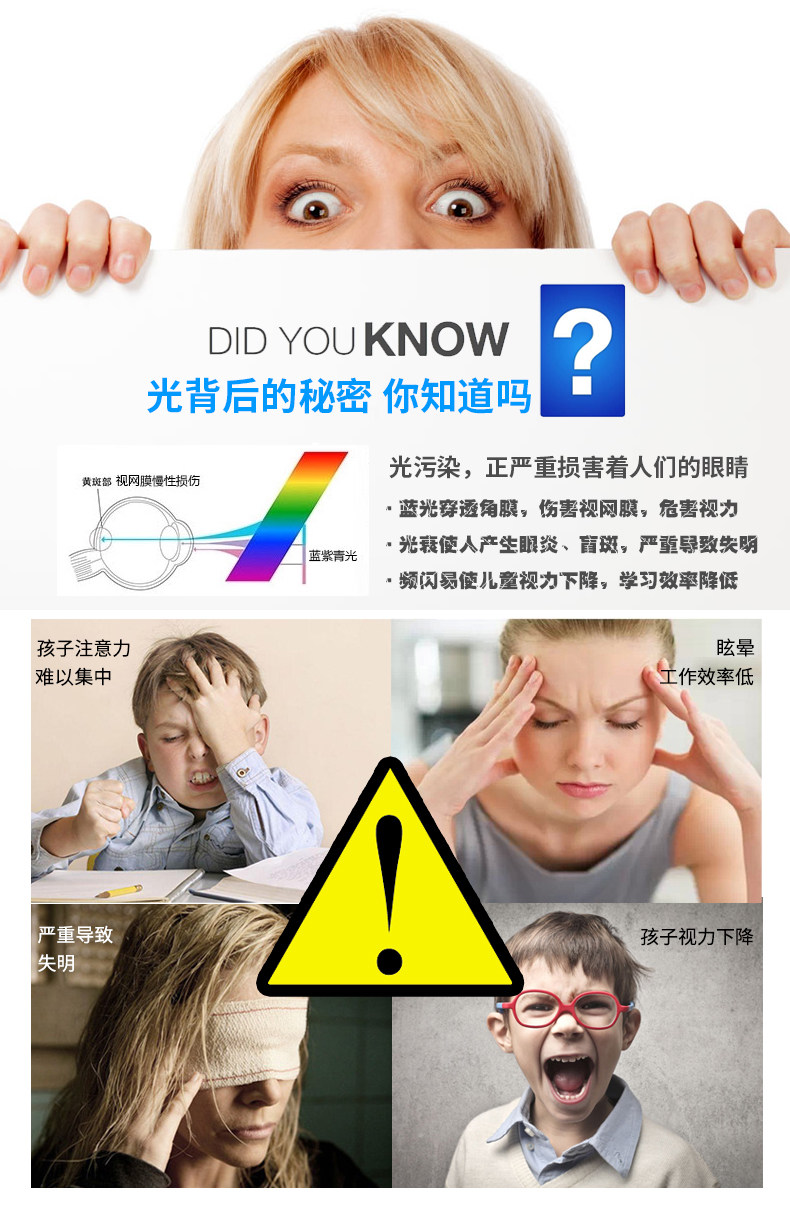 DID YOU KNOW
?
光背后的秘密 你知道吗
黄斑部 视网膜慢性损伤
蓝紫青光
光污染，正严重损害着人们的眼睛
· 蓝光穿透角膜，伤害视网膜，危害视力
· 光衰使人产生眼炎、盲斑，严重导致失明
· 频闪易使儿童视力下降，学习效率降低
孩子注意力
难以集中
眩晕
工作效率低
!
严重导致
失明
孩子视力下降